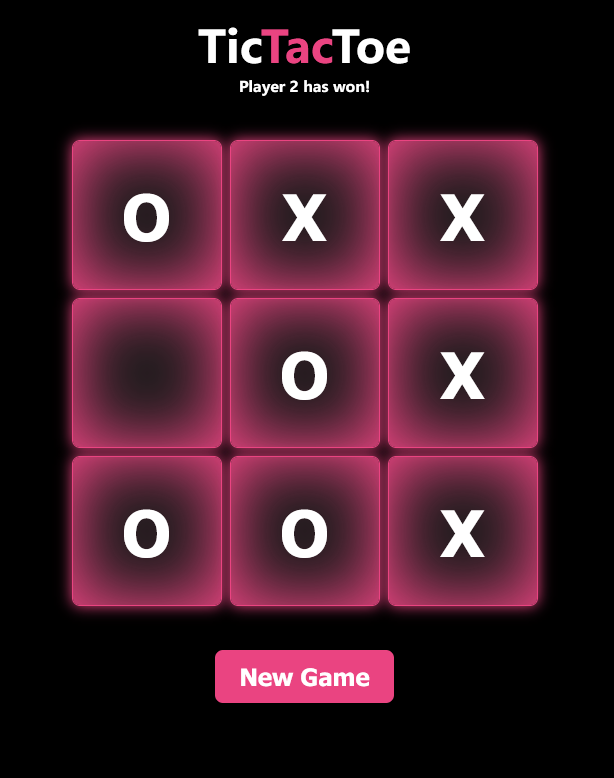 TicTacToe
Player 2 has won!
O X X
O X
O O X
New Game